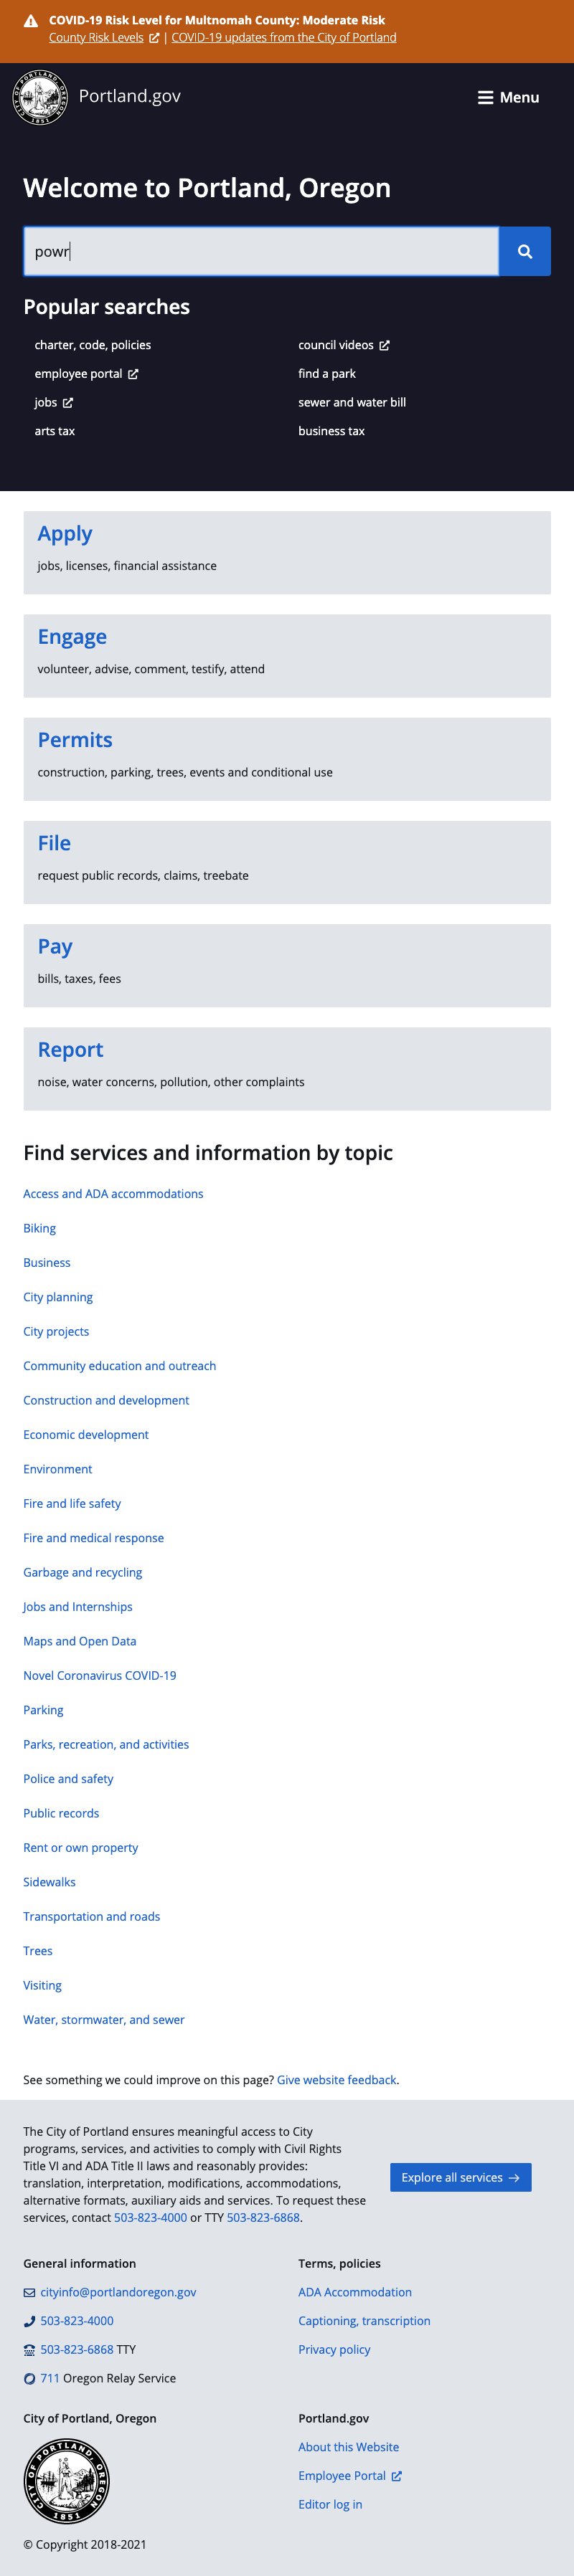 COVID-19 Risk Level for Multnomah County: Moderate Risk
County Risk Levels | COVID-19 updates from the City of Portland
Portland.gov
Menu
Welcome to Portland, Oregon
powr
Popular searches
charter, code, policies
council videos
employee portal
find a park
jobs
sewer and water bill
arts tax
business tax
Apply
jobs, licenses, financial assistance
Engage
volunteer, advise, comment, testify, attend
Permits
construction, parking, trees, events and conditional use
File
request public records, claims, treebate
Pay
bills, taxes, fees
Report
noise, water concerns, pollution, other complaints
Find services and information by topic
Access and ADA accommodations
Biking
Business
City planning
City projects
Community education and outreach
Construction and development
Economic development
Environment
Fire and life safety
Fire and medical response
Garbage and recycling
Jobs and Internships
Maps and Open Data
Novel Coronavirus COVID-19
Parking
Parks, recreation, and activities
Police and safety
Public records
Rent or own property
Sidewalks
Transportation and roads
Trees
Visiting
Water, stormwater, and sewer
See something we could improve on this page? Give website feedback.
The City of Portland ensures meaningful access to City
programs, services, and activities to comply with Civil Rights
Title VI and ADA Title II laws and reasonably provides:
translation, interpretation, modifications, accommodations,
alternative formats, auxiliary aids and services. To request these
services, contact 503-823-4000 or TTY 503-823-6868.
Explore all services
General information
cityinfo@portlandoregon.gov
503-823-4000
503-823-6868 TTY
711 Oregon Relay Service
Terms, policies
ADA Accommodation
Captioning, transcription
Privacy policy
City of Portland, Oregon
CITY OF PORTLAND, OREGON
1851
© Copyright 2018-2021
Portland.gov
About this Website
Employee Portal
Editor log in